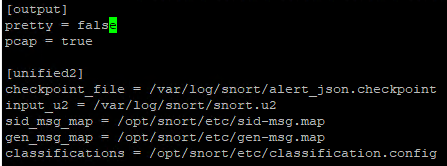 [output]
pretty = false
pcap = true
[unified2]
checkpoint_file = /var/log/snort/alert_json.checkpoint
input_u2 = /var/log/snort/snort.u2
sid_msg_map = /opt/snort/etc/sid-msg.map
gen_msg_map = /opt/snort/etc/gen-msg.map
classifications = /opt/snort/etc/classification.config